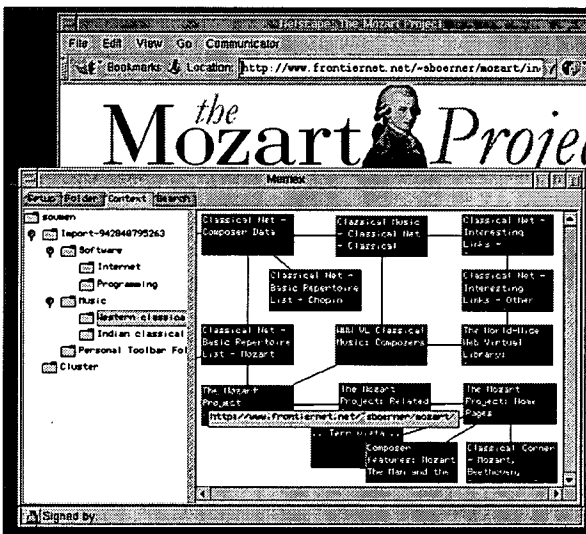 Netscape: The Mozart Project
File Edit View Go Communicator
Bookmarks Location: http://www.frontiernet.net/~sboerner/mozart/in
the
Mozart Project
Memex
Setup Folder Context Search
soumen
Import-942840795263
Software
Internet
Programming
Music
Western classica
Indian classical
Personal Toolbar Fol
Cluster
Classical Net -
Composer Data
Classical Music
- Classical Net
- Classical
Classical Net -
Interesting
Links -
Classical Net -
Basic Repertoire
List - Chopin
Classical Net -
Interesting
Links - Other
Classical Net -
Basic Repertoire
List - Mozart
WWW VL Classical
Music: Composers
The World-Wide
Web Virtual
Library:
The Mozart
Project
The Mozart
Project: Related
The Mozart
Project: Home
Pages
http://www.frontiernet.net/~sboerner/mozart/
Composer
Features: Mozart
The Man and the
Classical Corner
- Mozart,
Beethoven,
Signed by: